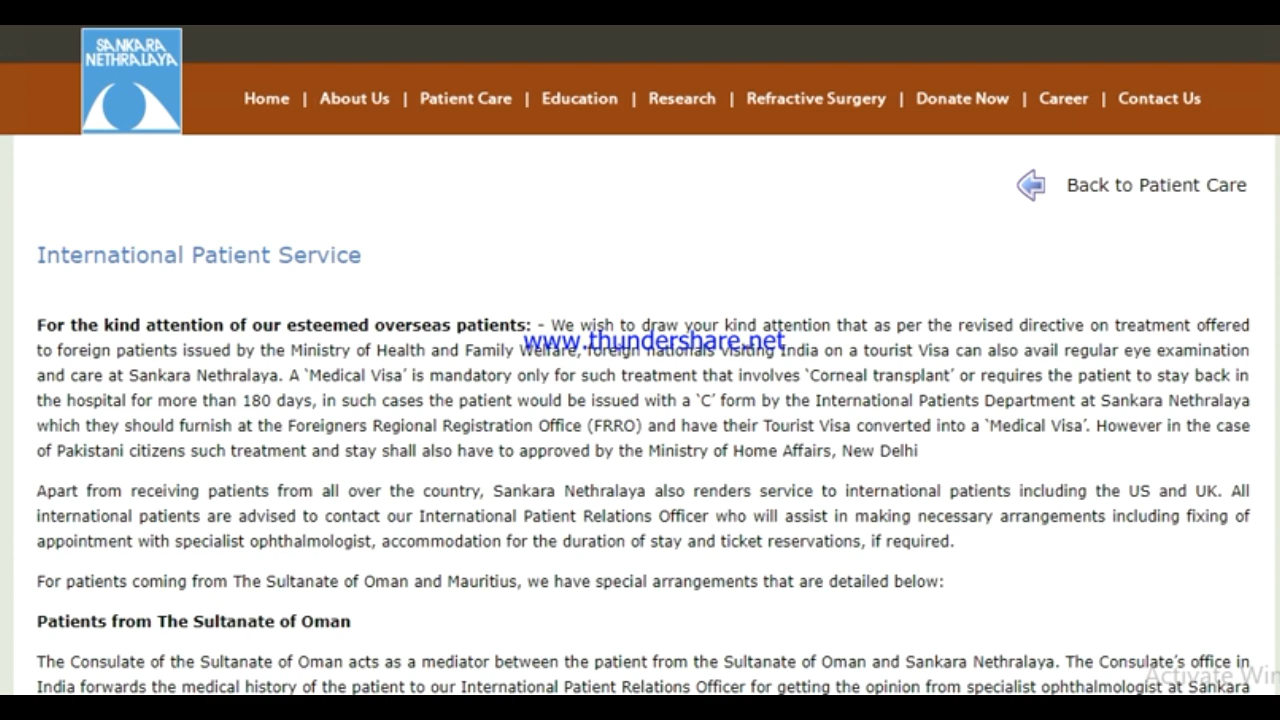 SANKARA
NETHRALAYA
Home | About Us | Patient Care | Education | Research | Refractive Surgery | Donate Now | Career | Contact Us
Back to Patient Care
International Patient Service
For the kind attention of our esteemed overseas patients: - We wish to draw your kind attention that as per the revised directive on treatment offered
www.thundershare.net
to foreign patients issued by the Ministry of Health and Family Welfare, foreign nationals visiting India on a tourist Visa can also avail regular eye examination
and care at Sankara Nethralaya. A `Medical Visa´ is mandatory only for such treatment that involves `Corneal transplant´ or requires the patient to stay back in
the hospital for more than 180 days, in such cases the patient would be issued with a `C´ form by the International Patients Department at Sankara Nethralaya
which they should furnish at the Foreigners Regional Registration Office (FRRO) and have their Tourist Visa converted into a `Medical Visa´. However in the case
of Pakistani citizens such treatment and stay shall also have to approved by the Ministry of Home Affairs, New Delhi
Apart from receiving patients from all over the country, Sankara Nethralaya also renders service to international patients including the US and UK. All
international patients are advised to contact our International Patient Relations Officer who will assist in making necessary arrangements including fixing of
appointment with specialist ophthalmologist, accommodation for the duration of stay and ticket reservations, if required.
For patients coming from The Sultanate of Oman and Mauritius, we have special arrangements that are detailed below:
Patients from The Sultanate of Oman
The Consulate of the Sultanate of Oman acts as a mediator between the patient from the Sultanate of Oman and Sankara Nethralaya. The Consulate´s office in
Activate Win
India forwards the medical history of the patient to our International Patient Relations Officer for getting the opinion from specialist ophthalmologist at Sankara